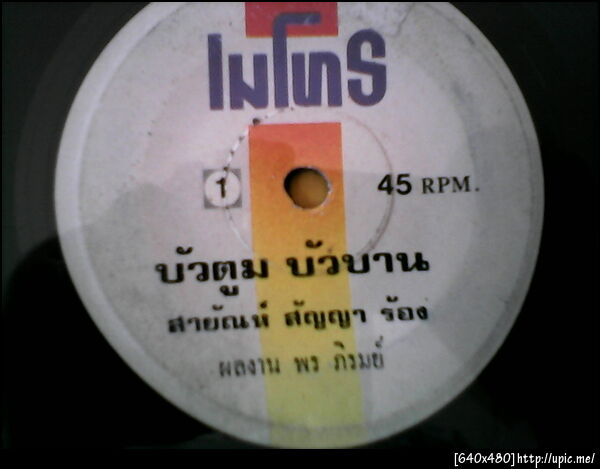 เมโทร
1
45 RPM.
บัวตูม บัวบาน
สายัณห์ สัญญา ร้อง
ผลงาน พร ภิรมย์
[640x480]http://upic.me/